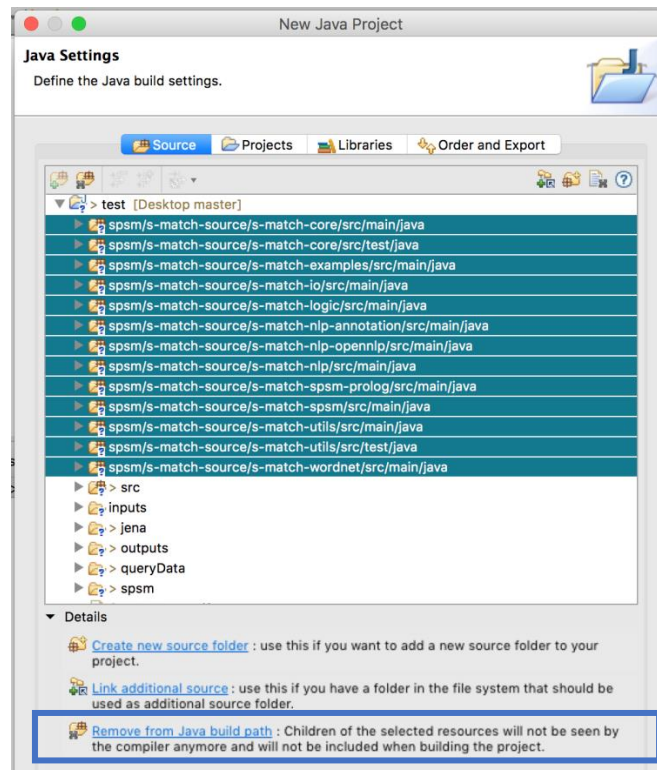 New Java Project
Java Settings
Define the Java build settings.
Source Projects Libraries Order and Export
> test [Desktop master]
spsm/s-match-source/s-match-core/src/main/java
spsm/s-match-source/s-match-core/src/test/java
spsm/s-match-source/s-match-examples/src/main/java
spsm/s-match-source/s-match-io/src/main/java
spsm/s-match-source/s-match-logic/src/main/java
spsm/s-match-source/s-match-nlp-annotation/src/main/java
spsm/s-match-source/s-match-nlp-opennlp/src/main/java
spsm/s-match-source/s-match-nlp/src/main/java
spsm/s-match-source/s-match-spsm-prolog/src/main/java
spsm/s-match-source/s-match-spsm/src/main/java
spsm/s-match-source/s-match-utils/src/main/java
spsm/s-match-source/s-match-utils/src/test/java
spsm/s-match-source/s-match-wordnet/src/main/java
> src
inputs
> jena
> outputs
> queryData
> spsm
Details
Create new source folder : use this if you want to add a new source folder to your
project.
Link additional source : use this if you have a folder in the file system that should be
used as additional source folder.
Remove from Java build path : Children of the selected resources will not be seen by
the compiler anymore and will not be included when building the project.